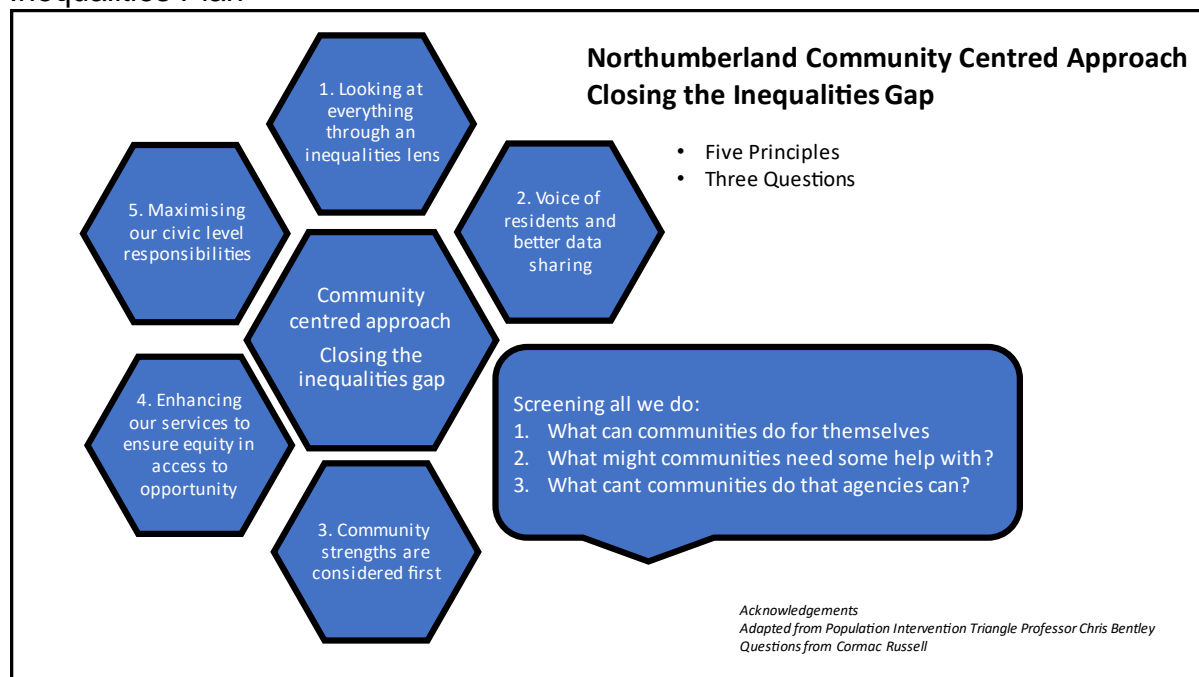 Inequalities Plan
Northumberland Community Centred Approach
Closing the Inequalities Gap
• Five Principles
• Three Questions
1. Looking at
everything
through an
inequalities lens
2. Voice of
residents and
better data
sharing
5. Maximising
our civic level
responsibilities
Community
centred approach
Closing the
inequalities gap
4. Enhancing
our services to
ensure equity in
access to
opportunity
3. Community
strengths are
considered first
Screening all we do:
1. What can communities do for themselves
2. What might communities need some help with?
3. What cant communities do that agencies can?
Acknowledgements
Adapted from Population Intervention Triangle Professor Chris Bentley
Questions from Cormac Russell